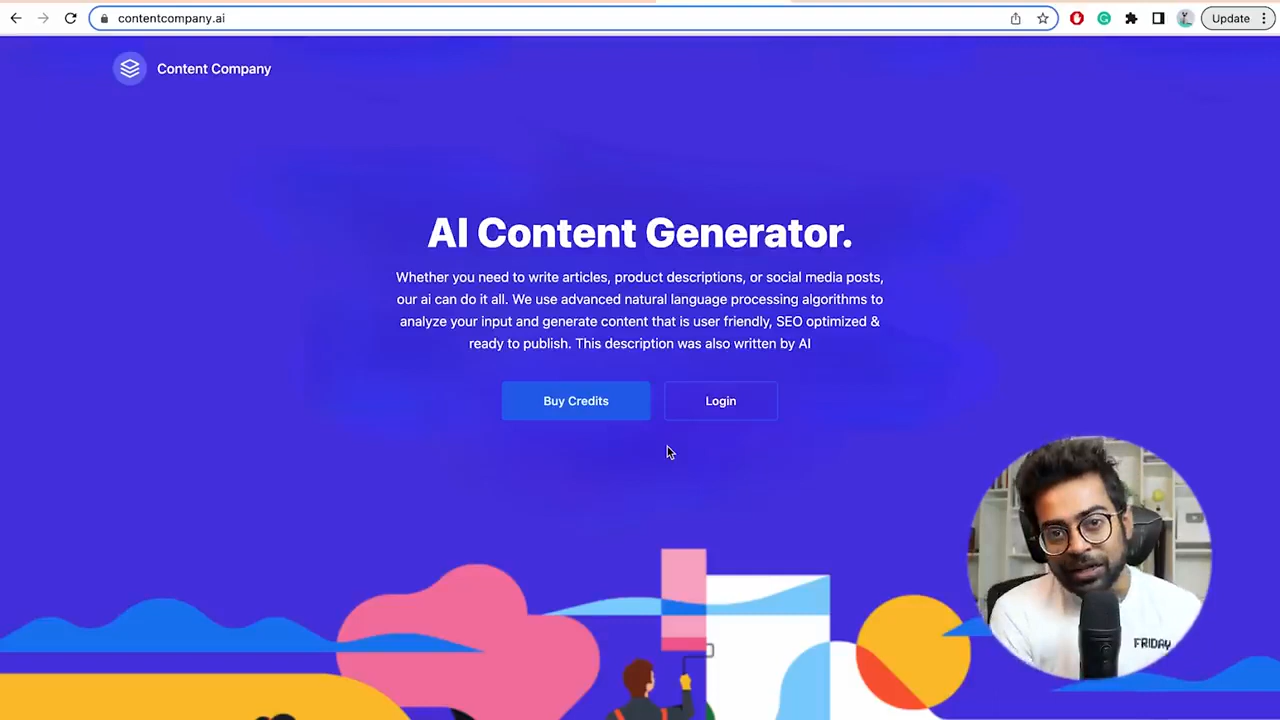 contentcompany.ai
Update
Content Company
AI Content Generator.
Whether you need to write articles, product descriptions, or social media posts,
our ai can do it all. We use advanced natural language processing algorithms to
analyze your input and generate content that is user friendly, SEO optimized &
ready to publish. This description was also written by AI
Buy Credits
Login
FRIDAY